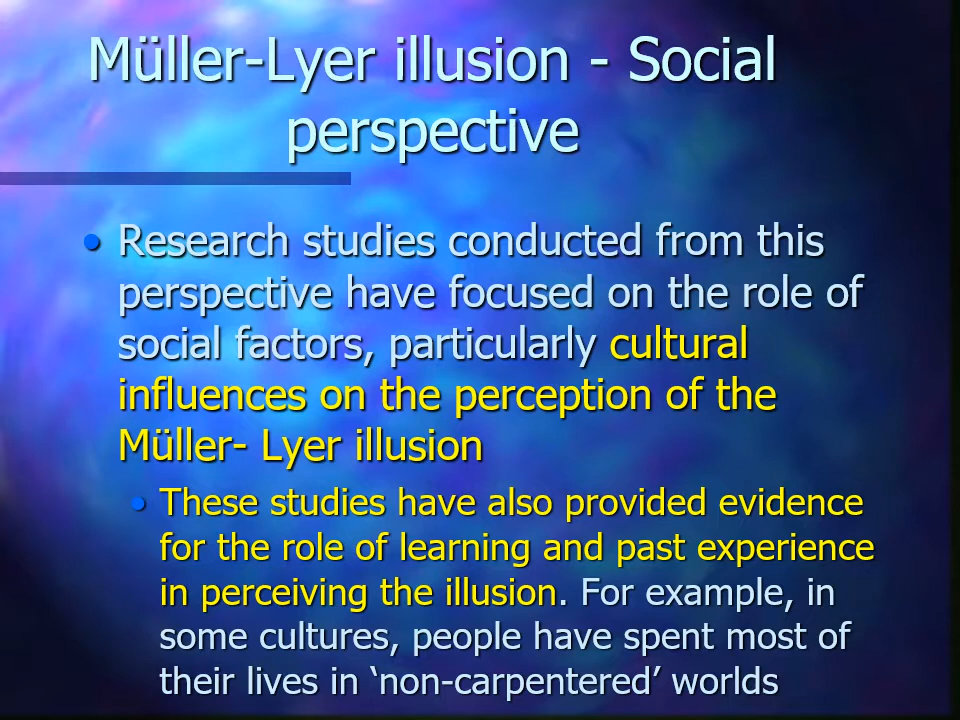 Müller-Lyer illusion - Social
perspective
• Research studies conducted from this
perspective have focused on the role of
social factors, particularly cultural
influences on the perception of the
Müller- Lyer illusion
• These studies have also provided evidence
for the role of learning and past experience
in perceiving the illusion. For example, in
some cultures, people have spent most of
their lives in ‘non-carpentered’ worlds